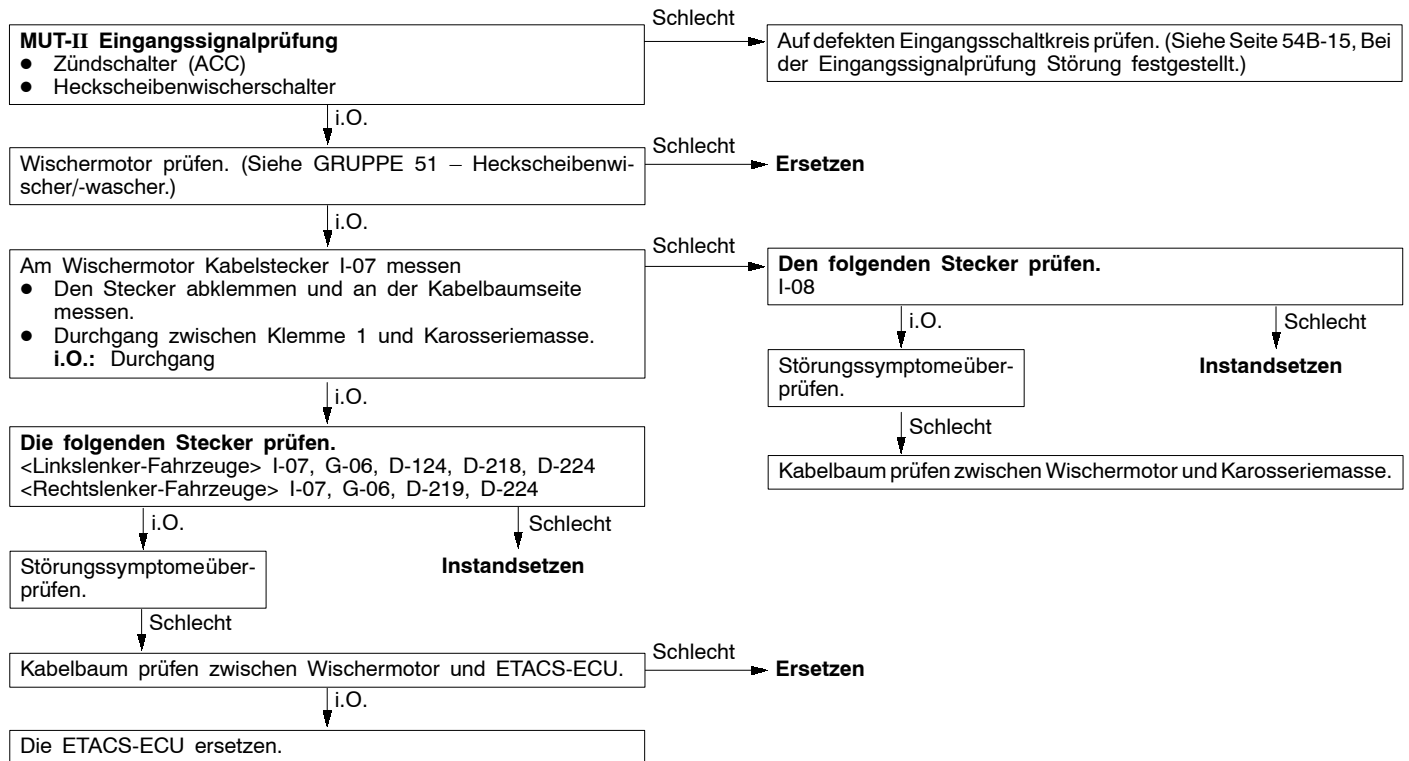 MUT-II Eingangssignalprüfung
● Zündschalter (ACC)
● Heckscheibenwischerschalter
Schlecht
Auf defekten Eingangsschaltkreis prüfen. (Siehe Seite 54B-15, Bei
der Eingangssignalprüfung Störung festgestellt.)
i.O.
Wischermotor prüfen. (Siehe GRUPPE 51 – Heckscheibenwi-
scher/-wascher.)
Schlecht
Ersetzen
i.O.
Am Wischermotor Kabelstecker I-07 messen
● Den Stecker abklemmen und an der Kabelbaumseite
messen.
● Durchgang zwischen Klemme 1 und Karosseriemasse.
i.O.: Durchgang
Schlecht
Den folgenden Stecker prüfen.
I-08
i.O.
Schlecht
Störungssymptomeüber-
prüfen.
Instandsetzen
Schlecht
Kabelbaum prüfen zwischen Wischermotor und Karosseriemasse.
i.O.
Die folgenden Stecker prüfen.
<Linkslenker-Fahrzeuge> I-07, G-06, D-124, D-218, D-224
<Rechtslenker-Fahrzeuge> I-07, G-06, D-219, D-224
i.O.
Schlecht
Störungssymptomeüber-
prüfen.
Instandsetzen
Schlecht
Kabelbaum prüfen zwischen Wischermotor und ETACS-ECU.
Schlecht
Ersetzen
i.O.
Die ETACS-ECU ersetzen.